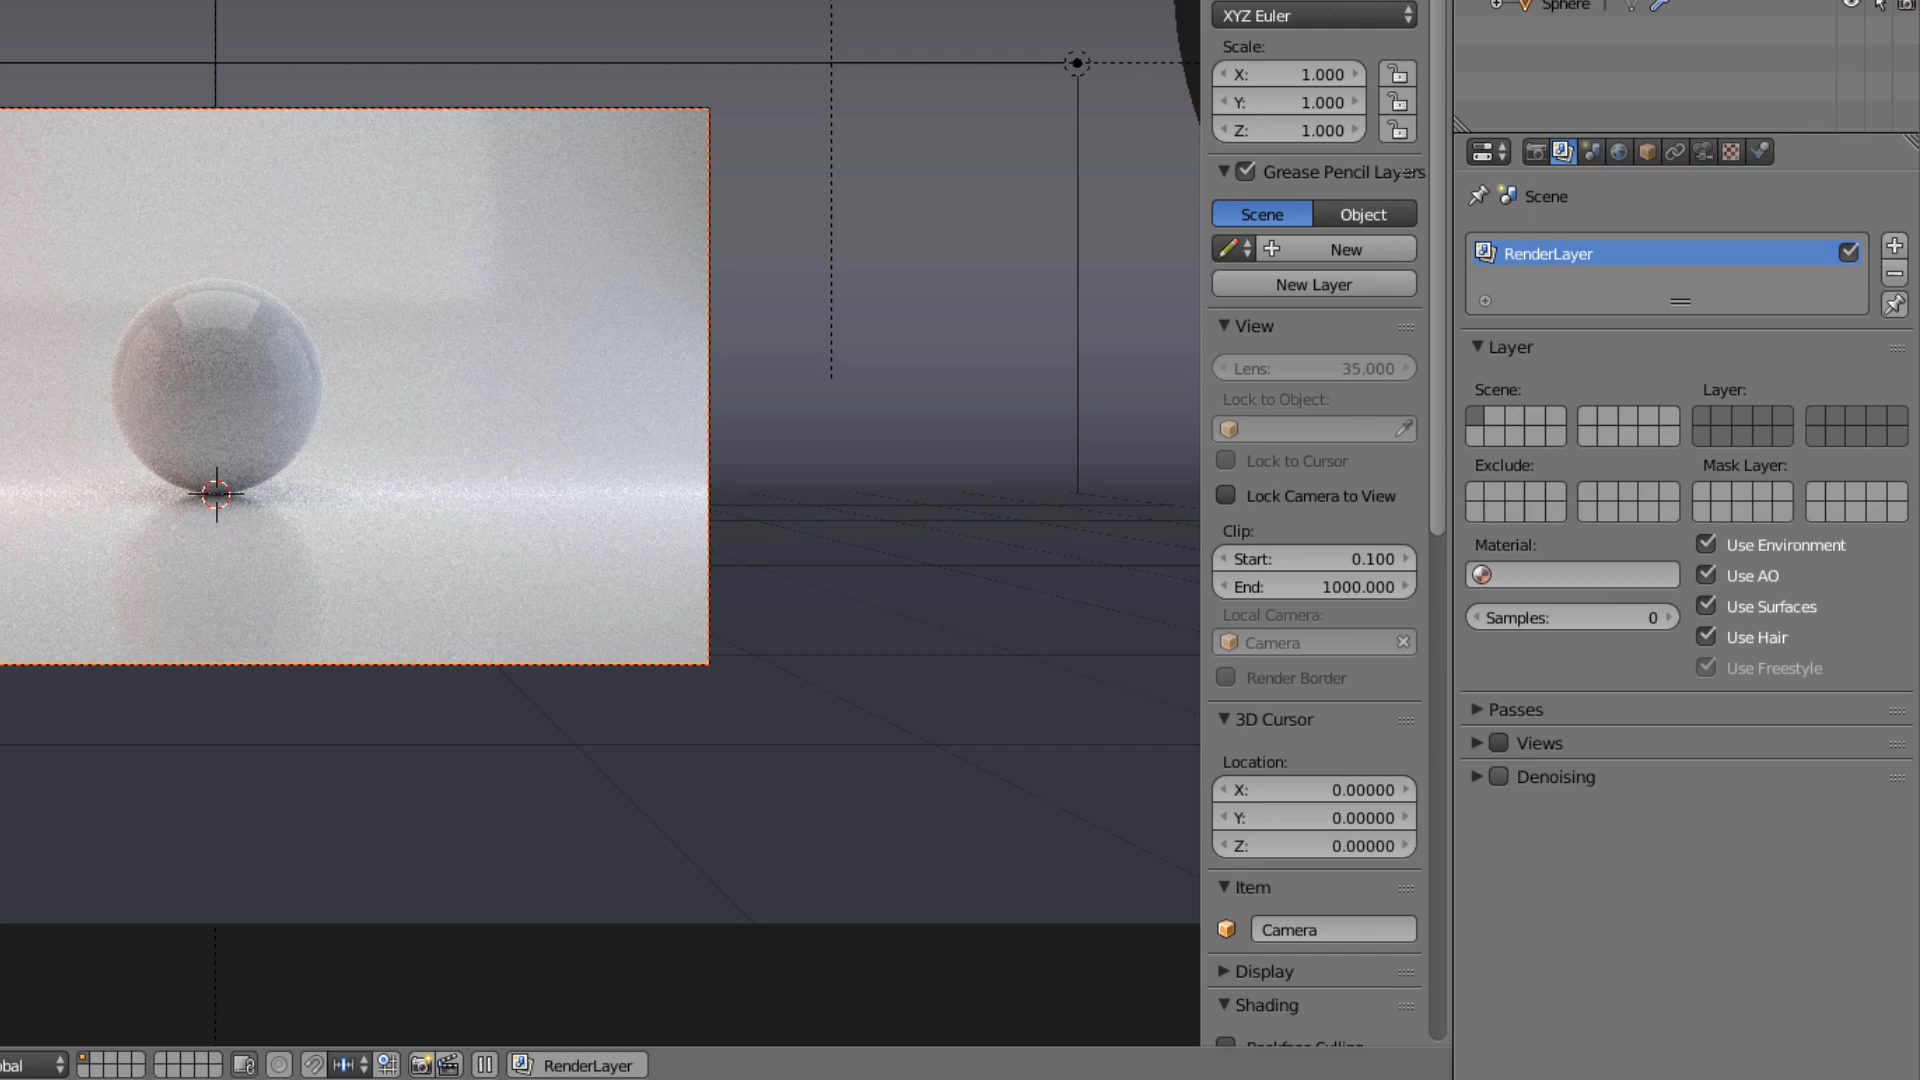 XYZ Euler
Scale:
X: 1.000
Y: 1.000
Z: 1.000
Grease Pencil Layers
Scene Object
New
New Layer
View
Lens: 35.000
Lock to Object:
Lock to Cursor
Lock Camera to View
Clip:
Start: 0.100
End: 1000.000
Local Camera:
Camera
Render Border
3D Cursor
Location:
X: 0.00000
Y: 0.00000
Z: 0.00000
Item
Camera
Display
Shading
Backface Culling
Sphere
Scene
RenderLayer
Layer
Scene: Layer:
Exclude: Mask Layer:
Material:
Samples: 0
Use Environment
Use AO
Use Surfaces
Use Hair
Use Freestyle
Passes
Views
Denoising
bal
RenderLayer